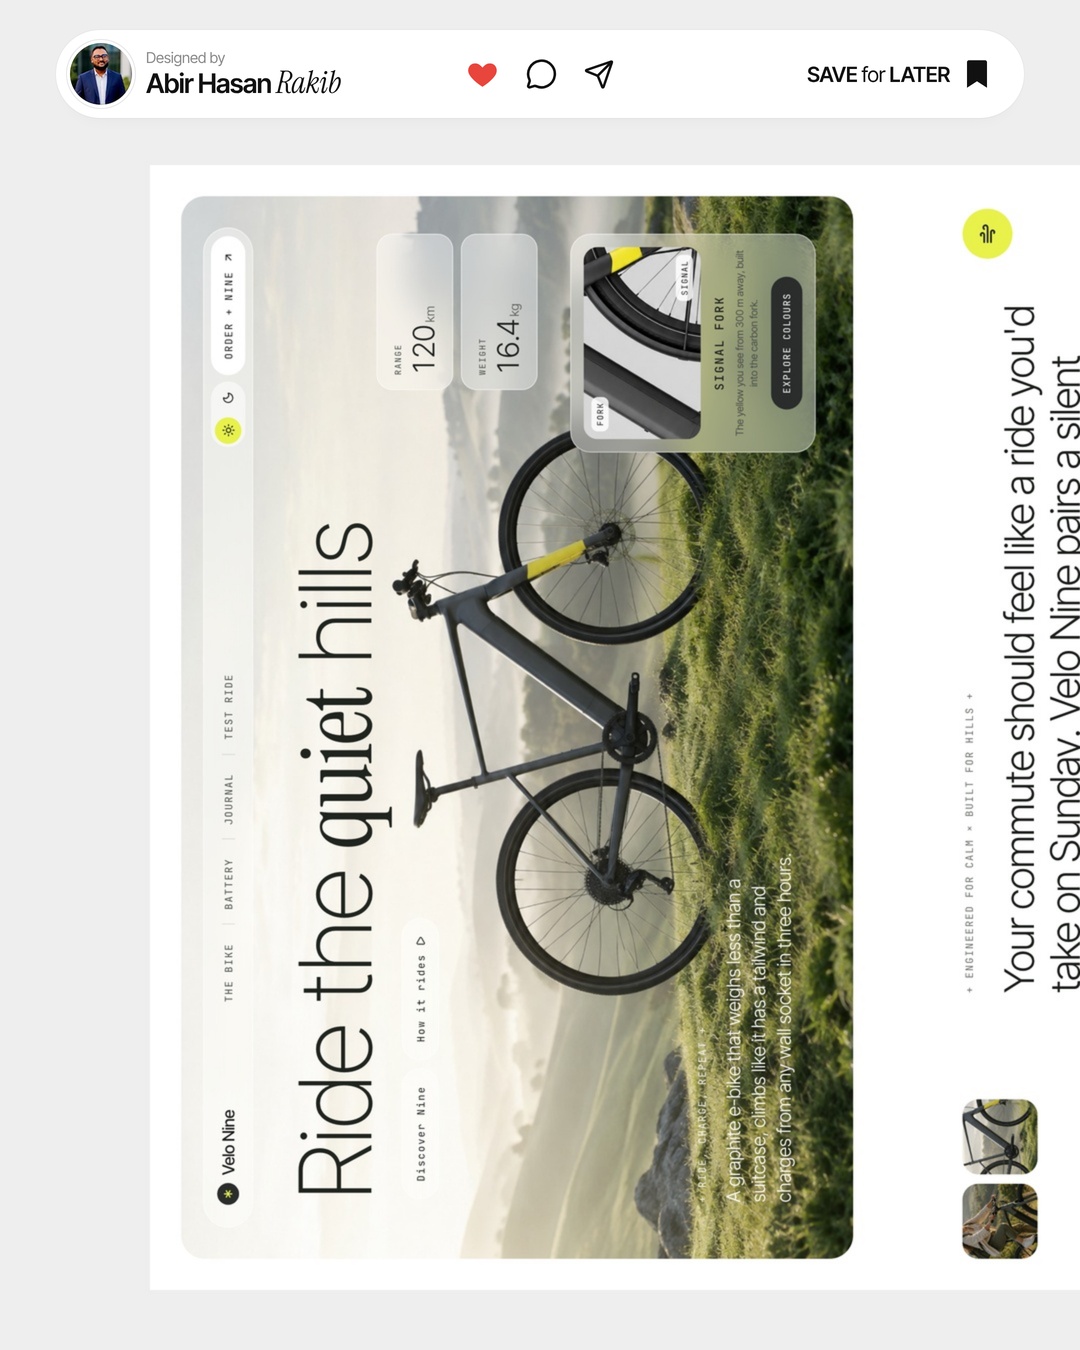 Designed by
Abir Hasan Rakib
SAVE for LATER
Velo Nine
THE BIKE
BATTERY
JOURNAL
TEST RIDE
ORDER + NINE
Ride the quiet hills
Discover Nine
How it rides
RANGE
120 km
WEIGHT
16.4 kg
FORK
SIGNAL
SIGNAL FORK
The yellow you see from 300 m away, built
into the carbon fork.
EXPLORE COLOURS
+ RIDE, CHARGE, REPEAT +
A graphite e-bike that weighs less than a
suitcase, climbs like it has a tailwind and
charges from any wall socket in three hours.
+ ENGINEERED FOR CALM × BUILT FOR HILLS +
Your commute should feel like a ride you'd
take on Sunday. Velo Nine pairs a silent